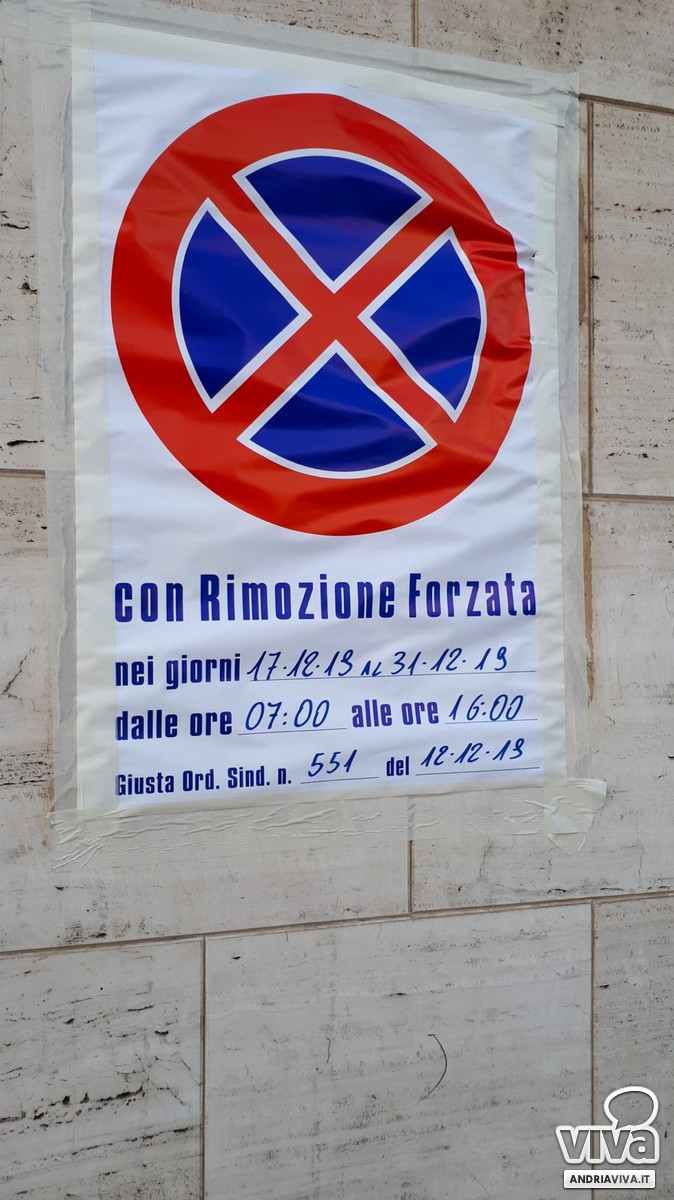 con Rimozione Forzata
nei giorni 17·12·19 AL 31-12-19
dalle ore 07:00 alle ore 16:00
Giusta Ord. Sind. n. 551 del 12-12-19
viva
ANDRIAVIVA.IT